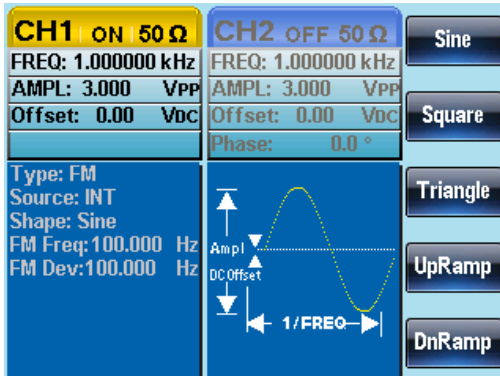 CH1 ON 50 Ω
FREQ: 1.000000 kHz
AMPL: 3.000 VPP
Offset: 0.00 VDC
CH2 OFF 50 Ω
FREQ: 1.000000 kHz
AMPL: 3.000 VPP
Offset: 0.00 VDC
Phase: 0.0 °
Type: FM
Source: INT
Shape: Sine
FM Freq:100.000 Hz
FM Dev:100.000 Hz
Ampl
DC Offset
1/FREQ
Sine
Square
Triangle
UpRamp
DnRamp